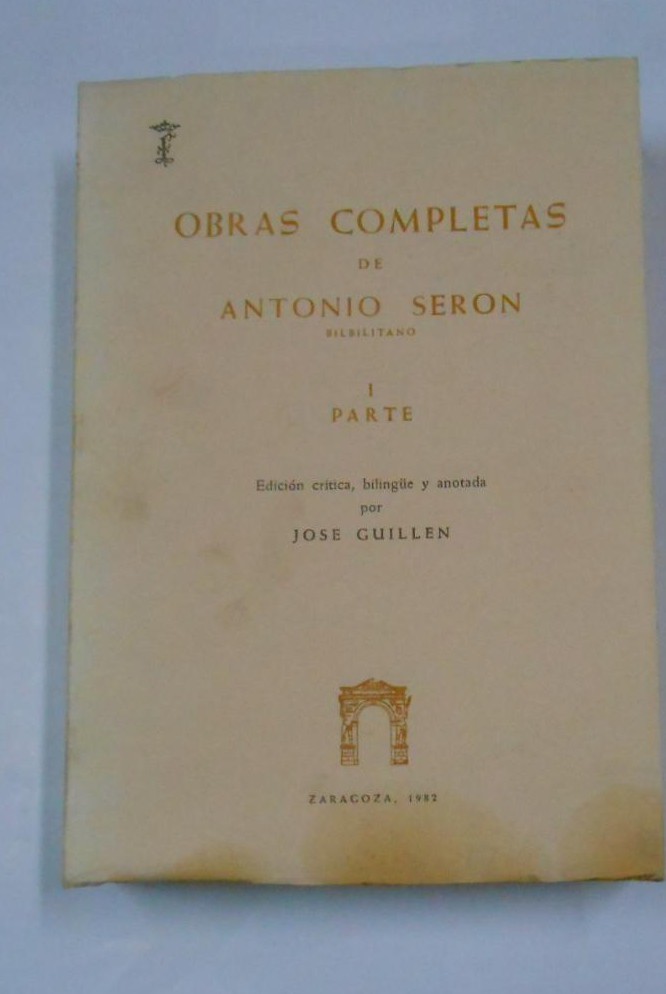 OBRAS COMPLETAS
DE
ANTONIO SERON
BILBILITANO
I
PARTE
Edición crítica, bilingüe y anotada
por
JOSE GUILLEN
ZARAGOZA, 1982